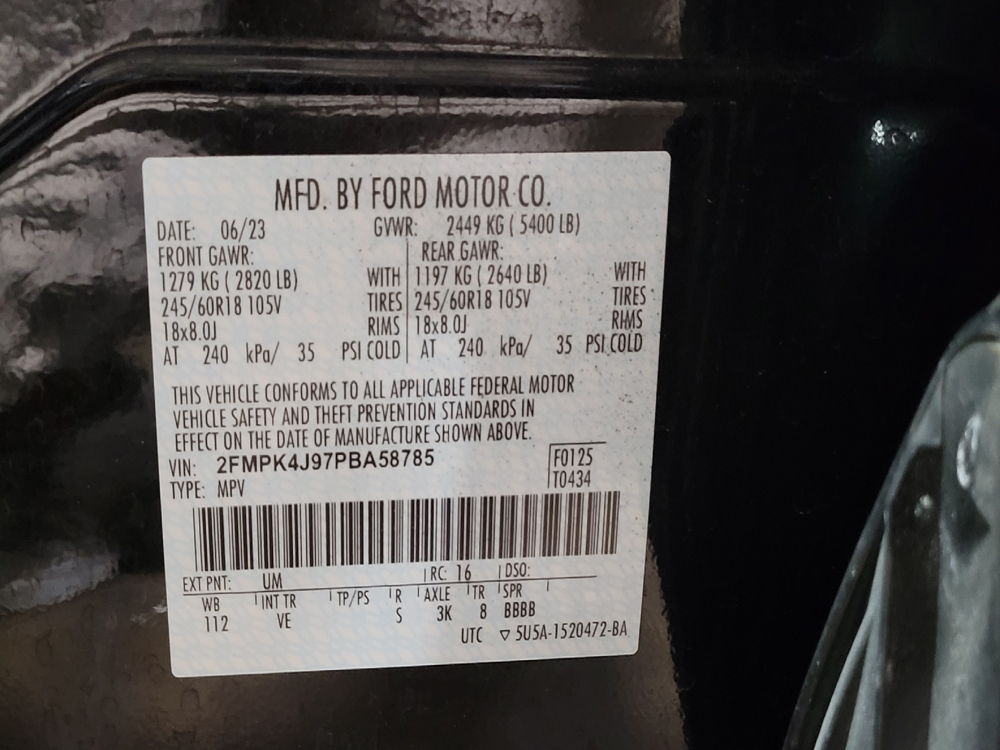 MFD. BY FORD MOTOR CO.
DATE: 06/23 GVWR: 2449 KG ( 5400 LB)
FRONT GAWR: REAR GAWR:
1279 KG ( 2820 LB) WITH 1197 KG ( 2640 LB) WITH
245/60R18 105V TIRES 245/60R18 105V TIRES
18x8.0J RIMS 18x8.0J RIMS
AT 240 kPa/ 35 PSI COLD AT 240 kPa/ 35 PSI COLD
THIS VEHICLE CONFORMS TO ALL APPLICABLE FEDERAL MOTOR
VEHICLE SAFETY AND THEFT PREVENTION STANDARDS IN
EFFECT ON THE DATE OF MANUFACTURE SHOWN ABOVE.
VIN: 2FMPK4J97PBA58785 F0125
TYPE: MPV T0434
EXT PNT: UM RC: 16 DSO:
WB INT TR TP/PS R AXLE TR SPR
112 VE S 3K 8 BBBB
UTC ▽ 5U5A-1520472-BA